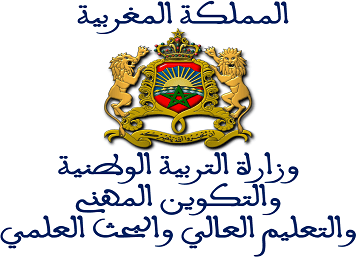 المملكة المغربية
وزارة التربية الوطنية
والتكوين المهني
والتعليم العالي والبحث العلمي